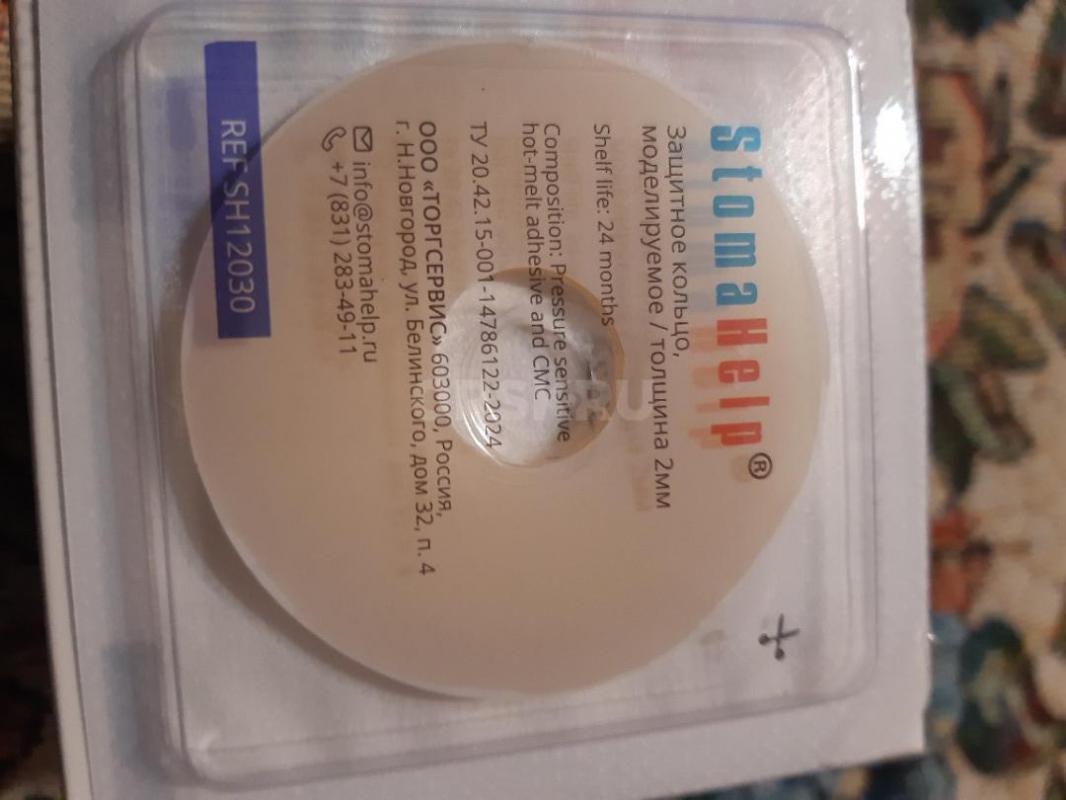 StomaHelp®
Защитное кольцо,
моделируемое / толщина 2мм
Shelf life: 24 months
Composition: Pressure sensitive
hot-melt adhesive and CMC
ТУ 20.42.15-001-14786122-2024
ООО «ТОРГСЕРВИС» 603000, Россия,
г. Н.Новгород, ул. Белинского, дом 32, п. 4
info@stomahelp.ru
+7 (831) 283-49-11
REF SH12030